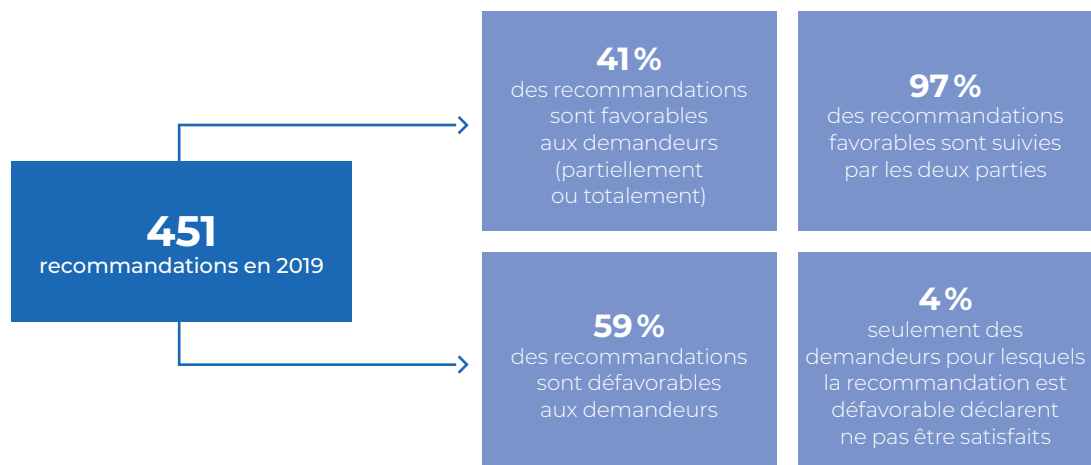 451
recommandations en 2019
41 %
des recommandations
sont favorables
aux demandeurs
(partiellement
ou totalement)
97 %
des recommandations
favorables sont suivies
par les deux parties
59 %
des recommandations
sont défavorables
aux demandeurs
4 %
seulement des
demandeurs pour lesquels
la recommandation est
défavorable déclarent
ne pas être satisfaits